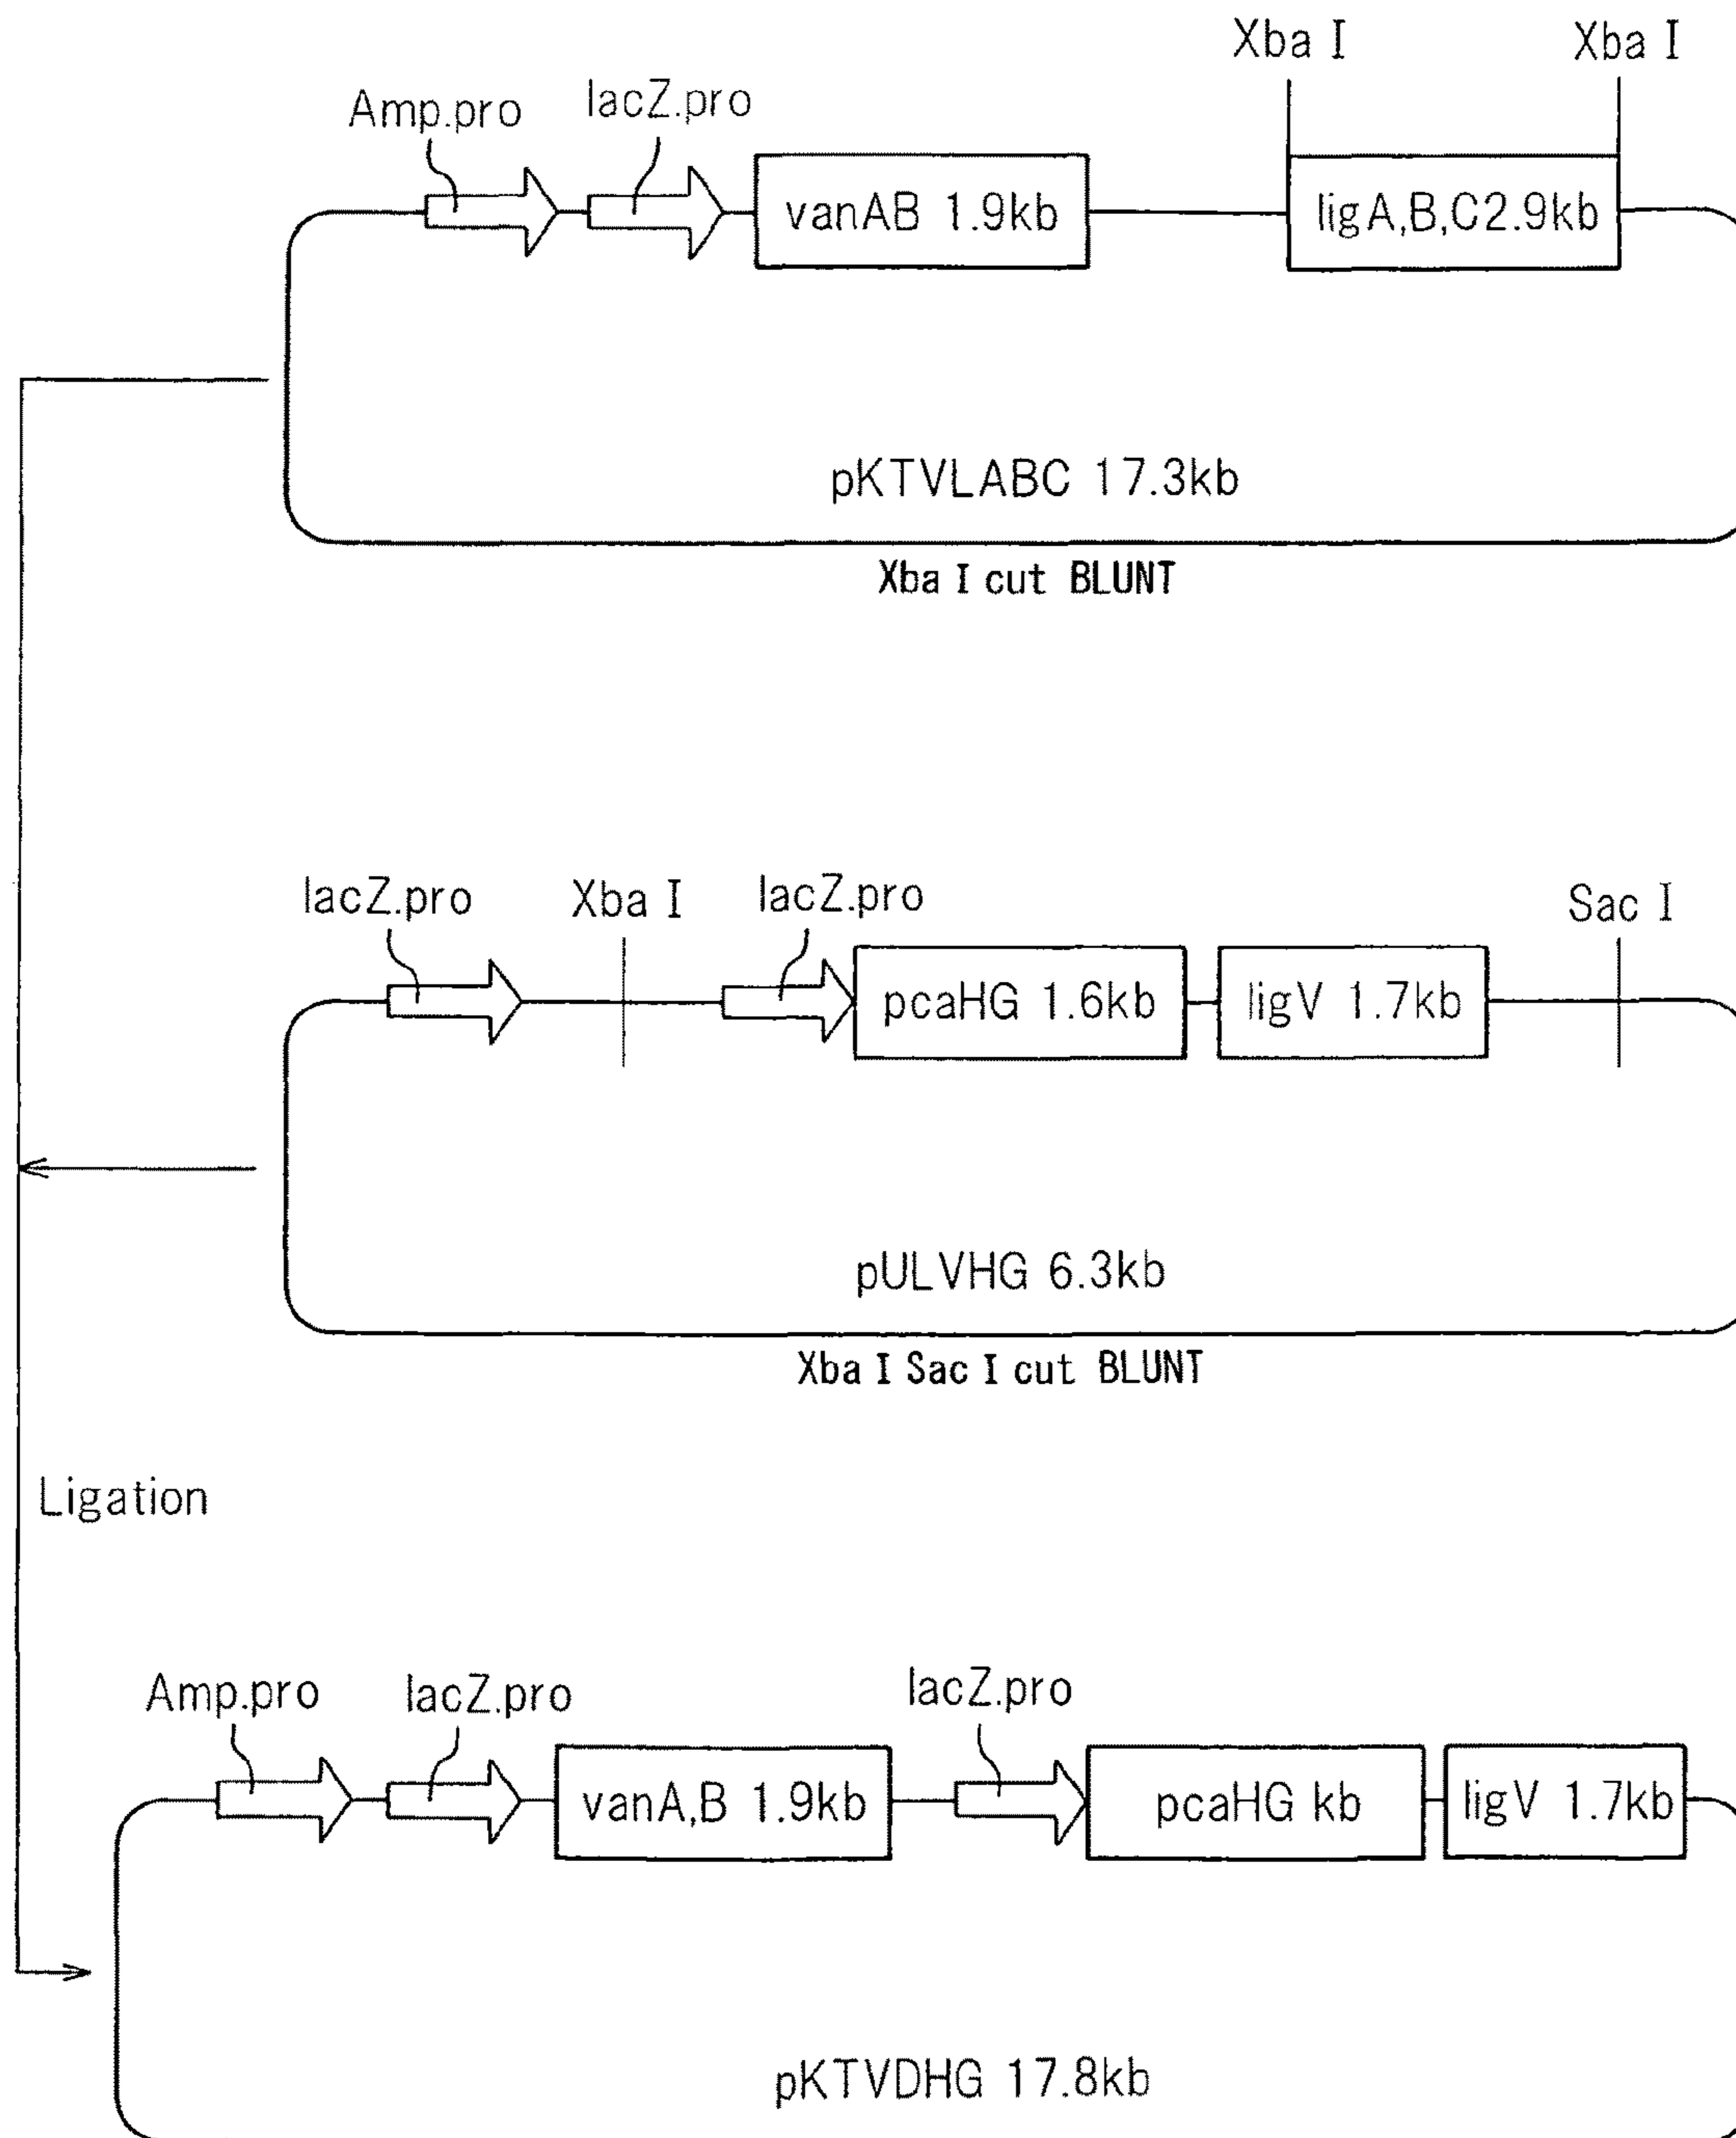 Xba I Xba I
Amp.pro lacZ.pro
vanAB 1.9kb ligA,B,C2.9kb
pKTVLABC 17.3kb
Xba I cut BLUNT
lacZ.pro Xba I lacZ.pro Sac I
pcaHG 1.6kb ligV 1.7kb
pULVHG 6.3kb
Xba I Sac I cut BLUNT
Ligation
Amp.pro lacZ.pro lacZ.pro
vanA,B 1.9kb pcaHG kb ligV 1.7kb
pKTVDHG 17.8kb